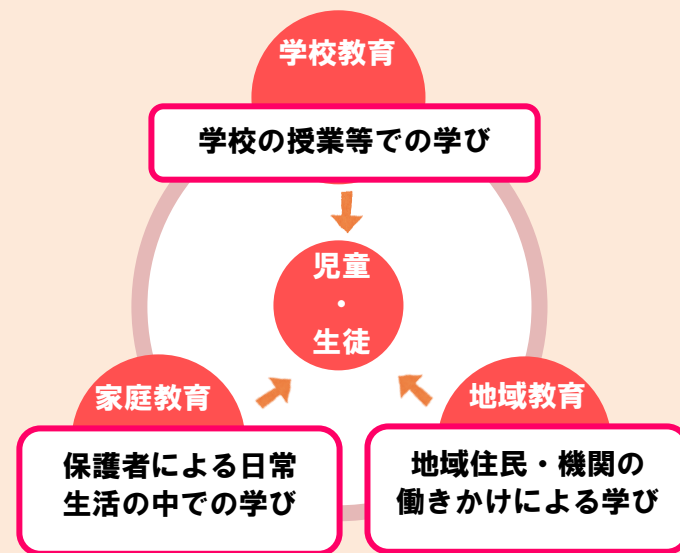 学校教育
学校の授業等での学び
児童
・
生徒
家庭教育
保護者による日常
生活の中での学び
地域教育
地域住民・機関の
働きかけによる学び